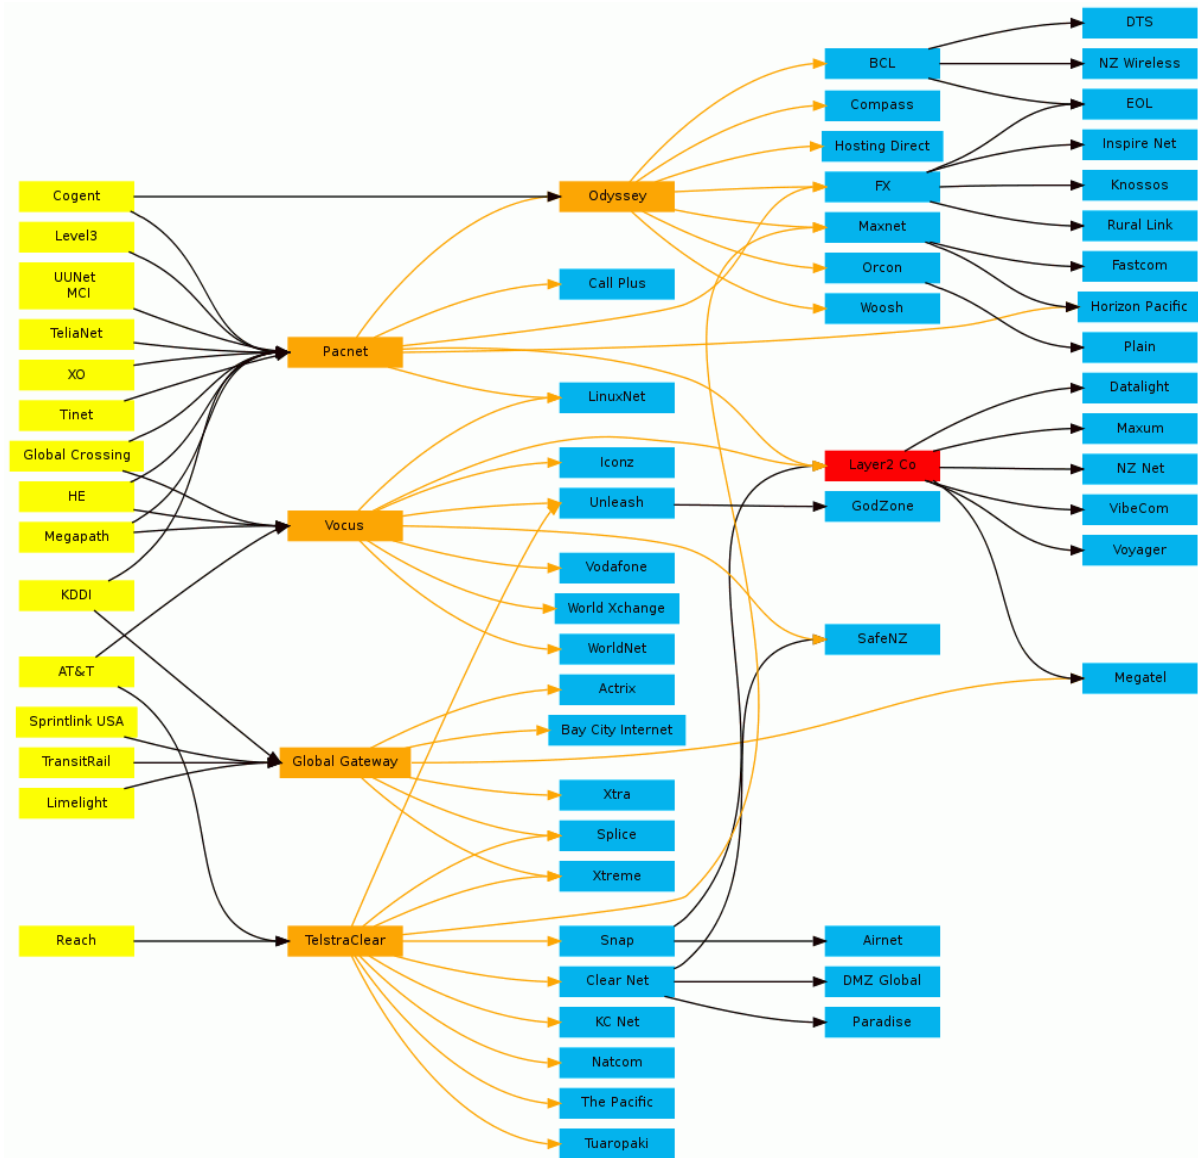 Cogent
Level3
UUNet
MCI
TeliaNet
XO
Tinet
Global Crossing
HE
Megapath
KDDI
AT&T
Sprintlink USA
TransitRail
Limelight
Reach
Pacnet
Vocus
Global Gateway
TelstraClear
Odyssey
Call Plus
LinuxNet
Iconz
Unleash
Vodafone
World Xchange
WorldNet
Actrix
Bay City Internet
Xtra
Splice
Xtreme
Snap
Clear Net
KC Net
Natcom
The Pacific
Tuaropaki
BCL
Compass
Hosting Direct
FX
Maxnet
Orcon
Woosh
Layer2 Co
GodZone
SafeNZ
Airnet
DMZ Global
Paradise
DTS
NZ Wireless
EOL
Inspire Net
Knossos
Rural Link
Fastcom
Horizon Pacific
Plain
Datalight
Maxum
NZ Net
VibeCom
Voyager
Megatel